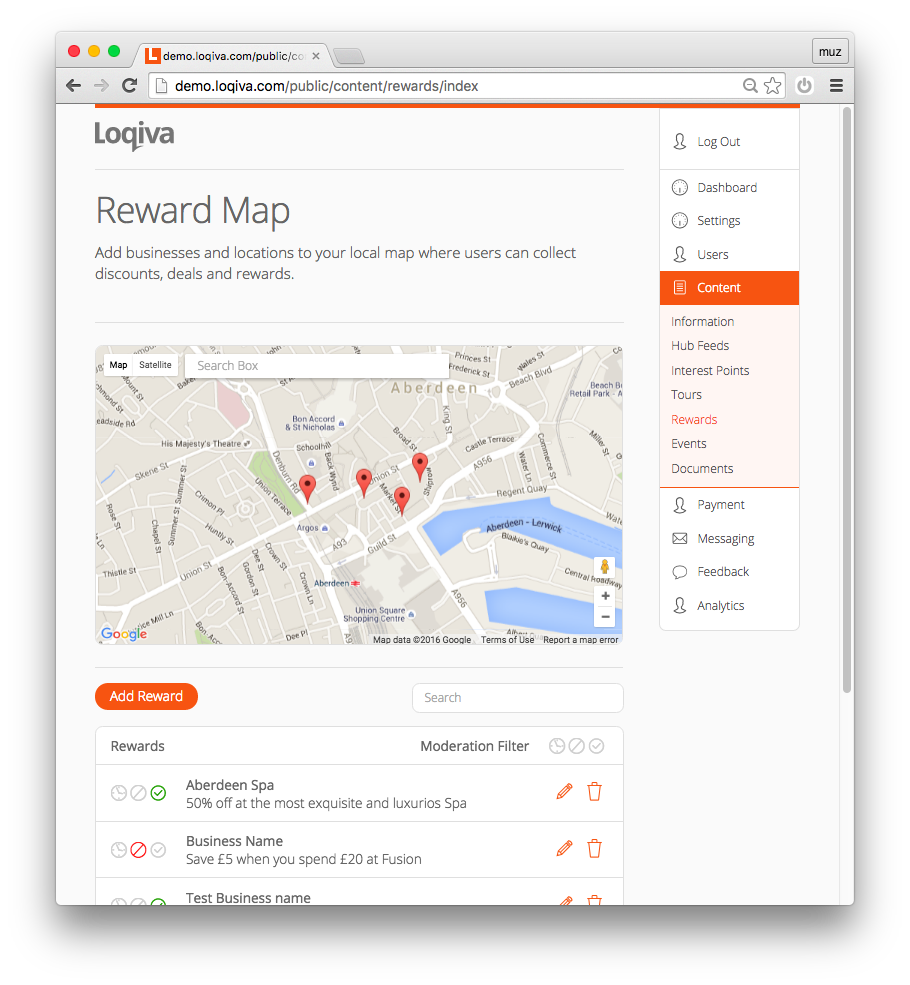 demo.loqiva.com/public/co
muz
demo.loqiva.com/public/content/rewards/index
Loqiva
Reward Map
Add businesses and locations to your local map where users can collect
discounts, deals and rewards.
Map
Satellite
Search Box
Princes St
Frederick St
Wales St
Beach Blvd
Aberdeen
Beach B
Retail Park - A
King St
Bon Accord
& St Nicholas
His Majesty's Theatre
Schoolhill
Back Wynd
Broad St
Castle Terrace
Commerce St
Miller St
Skene St
Denburn Rd
Union St
A956
Water Ln
Virginia St
Regent Quay
Market St
Union Terrace
Crimon Pl
Huntly St
Summer St
Chapel St
Argos
A93
Guild St
Aberdeen - Lerwick
Blaikie's Quay
Thistle St
Union St
Bon-Accord St
Dee St
Gordon St
Crown St
Aberdeen
Central Roadway
A956
Union Square
Shopping Centre
Crown Ln
Dee Pl
Google
Map data ©2016 Google
Terms of Use
Report a map error
Add Reward
Search
Rewards
Moderation Filter
Aberdeen Spa
50% off at the most exquisite and luxurios Spa
Business Name
Save £5 when you spend £20 at Fusion
Test Business name
Log Out
Dashboard
Settings
Users
Content
Information
Hub Feeds
Interest Points
Tours
Rewards
Events
Documents
Payment
Messaging
Feedback
Analytics